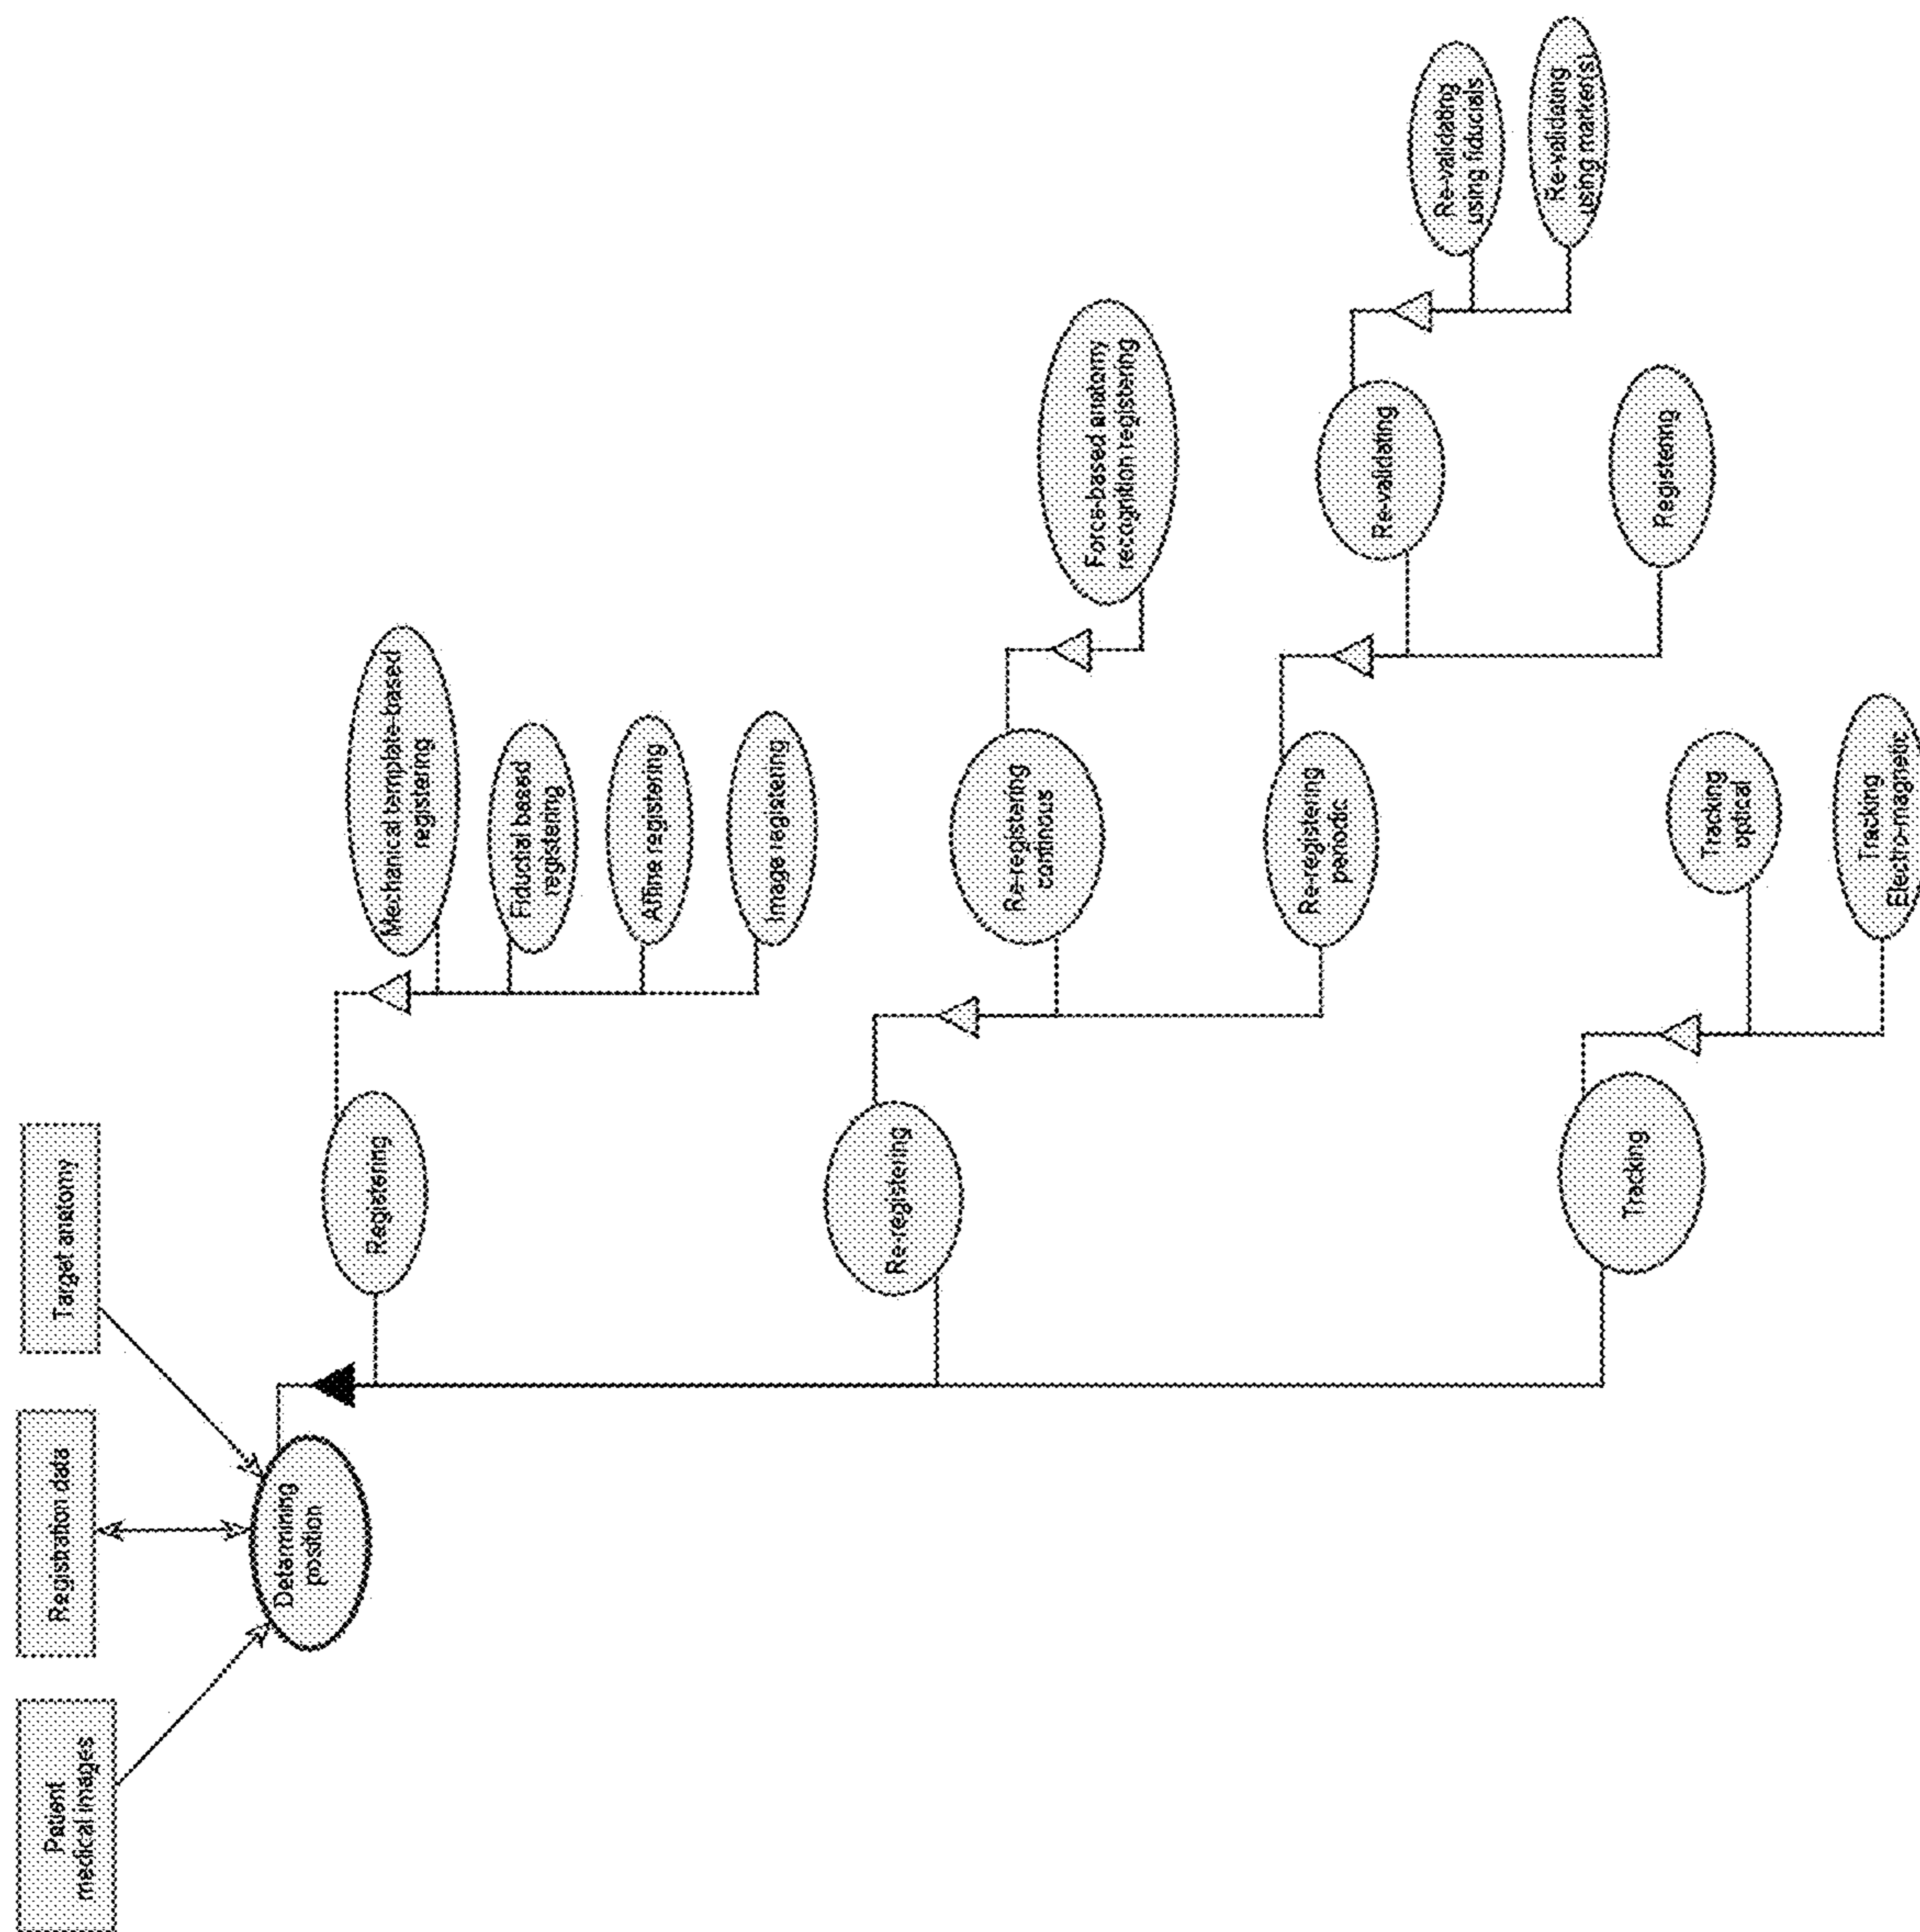 Patient
medical images
Registration data
Target anatomy
Determining
position
Registering
Mechanical template-based
registering
Fiducial based
registering
Affine registering
Image registering
Re-registering
Re-registering
continous
Force-based anatomy
recognition registering
Re-registering
periodic
Re-validating
Re-validating
using fiducials
Re-validating
using marker(s)
Registering
Tracking
Tracking
optical
Tracking
Electro-magnetic